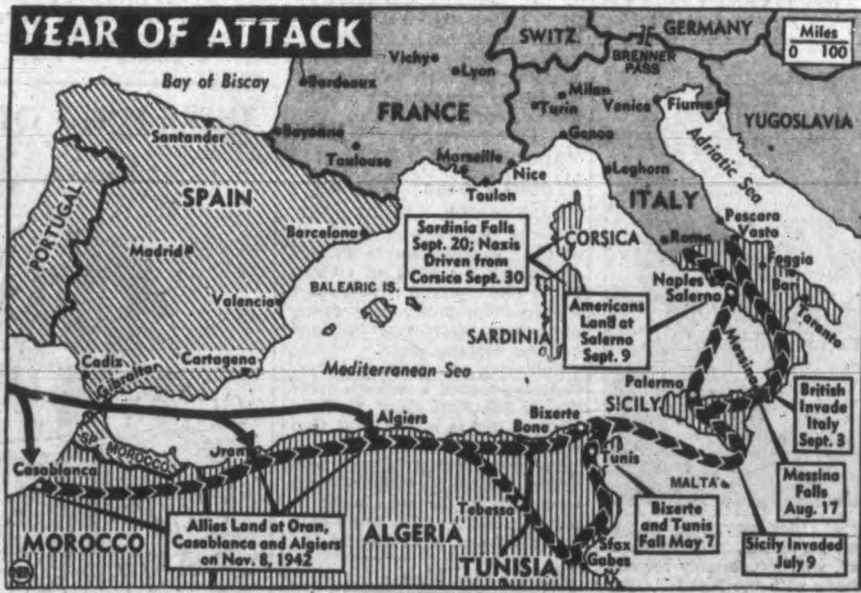 YEAR OF ATTACK
Miles
0 100
Bay of Biscay
SWITZ.
GERMANY
BRENNER
PASS
Vichy
Lyon
Bordeaux
Milan
Turin
Venice
Fiume
FRANCE
YUGOSLAVIA
Santander
Bayonne
Toulouse
Genoa
Marseille
Nice
Toulon
Leghorn
Adriatic Sea
PORTUGAL
SPAIN
ITALY
Barcelona
Madrid
Sardinia Falls
Sept. 20; Nazis
Driven from
Corsica Sept. 30
CORSICA
Rome
Pescara
Vasto
Foggia
Bari
Taranto
BALEARIC IS.
Valencia
Naples
Salerno
SARDINIA
Americans
Land at
Salerno
Sept. 9
Cadiz
Gibraltar
Cartagena
Mediterranean Sea
Messina
Palermo
SICILY
British
Invade
Italy
Sept. 3
SP. MOROCCO
Algiers
Bizerte
Bone
Oran
Casablanca
Tunis
MALTA
Messina
Falls
Aug. 17
Tebessa
Allies Land at Oran,
Casablanca and Algiers
on Nov. 8, 1942
MOROCCO
ALGERIA
TUNISIA
Sfax
Gabes
Bizerte
and Tunis
Fall May 7
Sicily Invaded
July 9
NEA